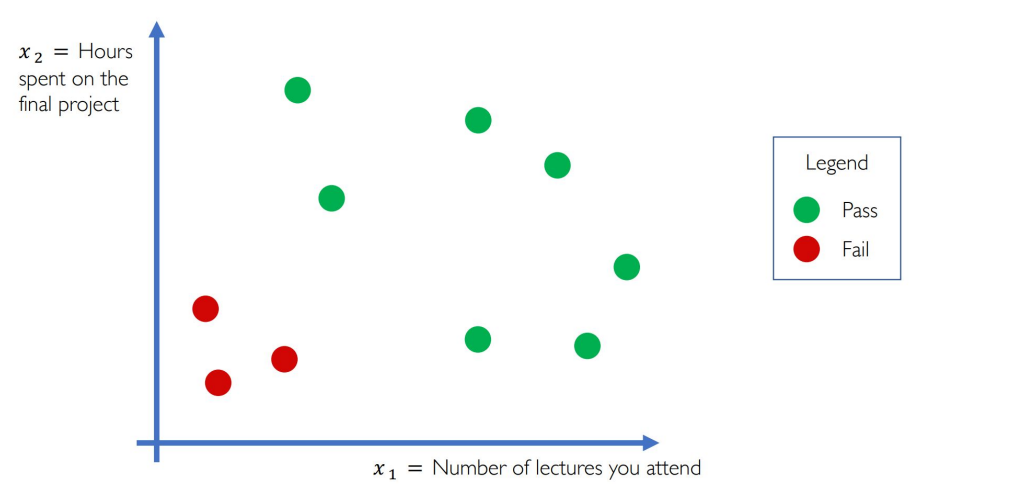 x₂ = Hours
spent on the
final project
Legend
Pass
Fail
x₁ = Number of lectures you attend